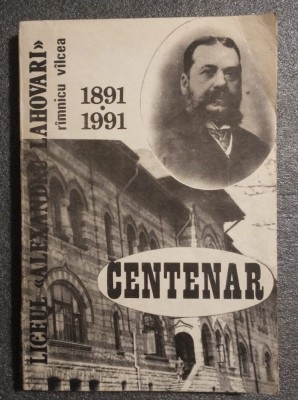 LICEUL «ALEXANDRU LAHOVARI»
rîmnicu vîlcea
1891
1991
CENTENAR